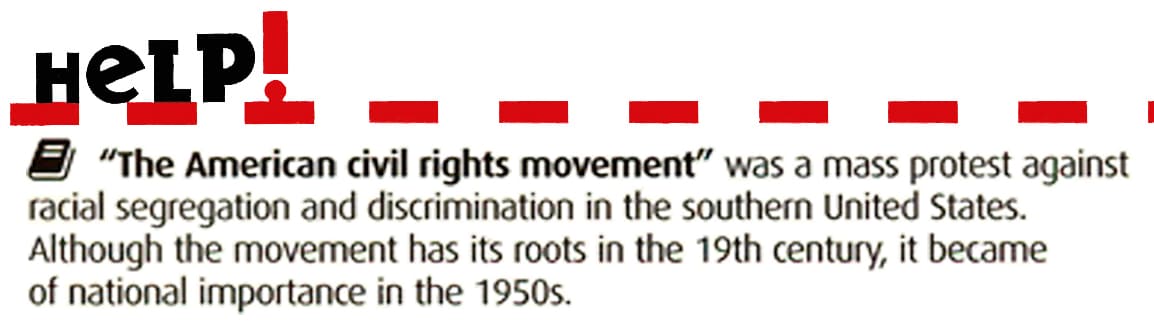 HeLP!
“The American civil rights movement” was a mass protest against
racial segregation and discrimination in the southern United States.
Although the movement has its roots in the 19th century, it became
of national importance in the 1950s.